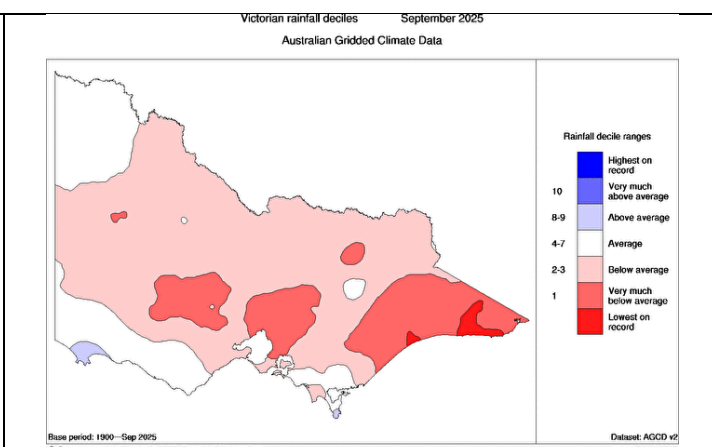 Victorian rainfall deciles September 2025
Australian Gridded Climate Data
Rainfall decile ranges
Highest on
record
10 Very much
above average
8-9 Above average
4-7 Average
2-3 Below average
1 Very much
below average
Lowest on
record
Base period: 1900—Sep 2025 Dataset: AGCD v2